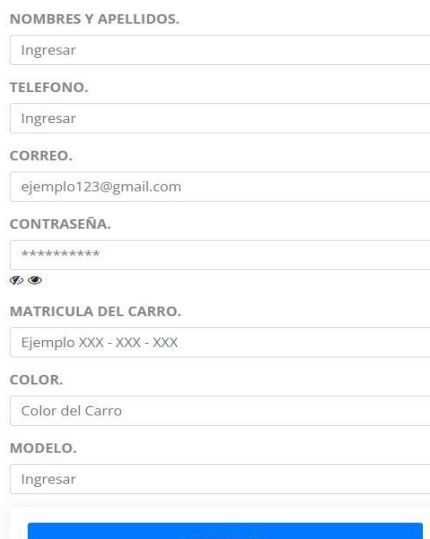 NOMBRES Y APELLIDOS.
Ingresar
TELEFONO.
Ingresar
CORREO.
ejemplo123@gmail.com
CONTRASEÑA.
**********
MATRICULA DEL CARRO.
Ejemplo XXX - XXX - XXX
COLOR.
Color del Carro
MODELO.
Ingresar